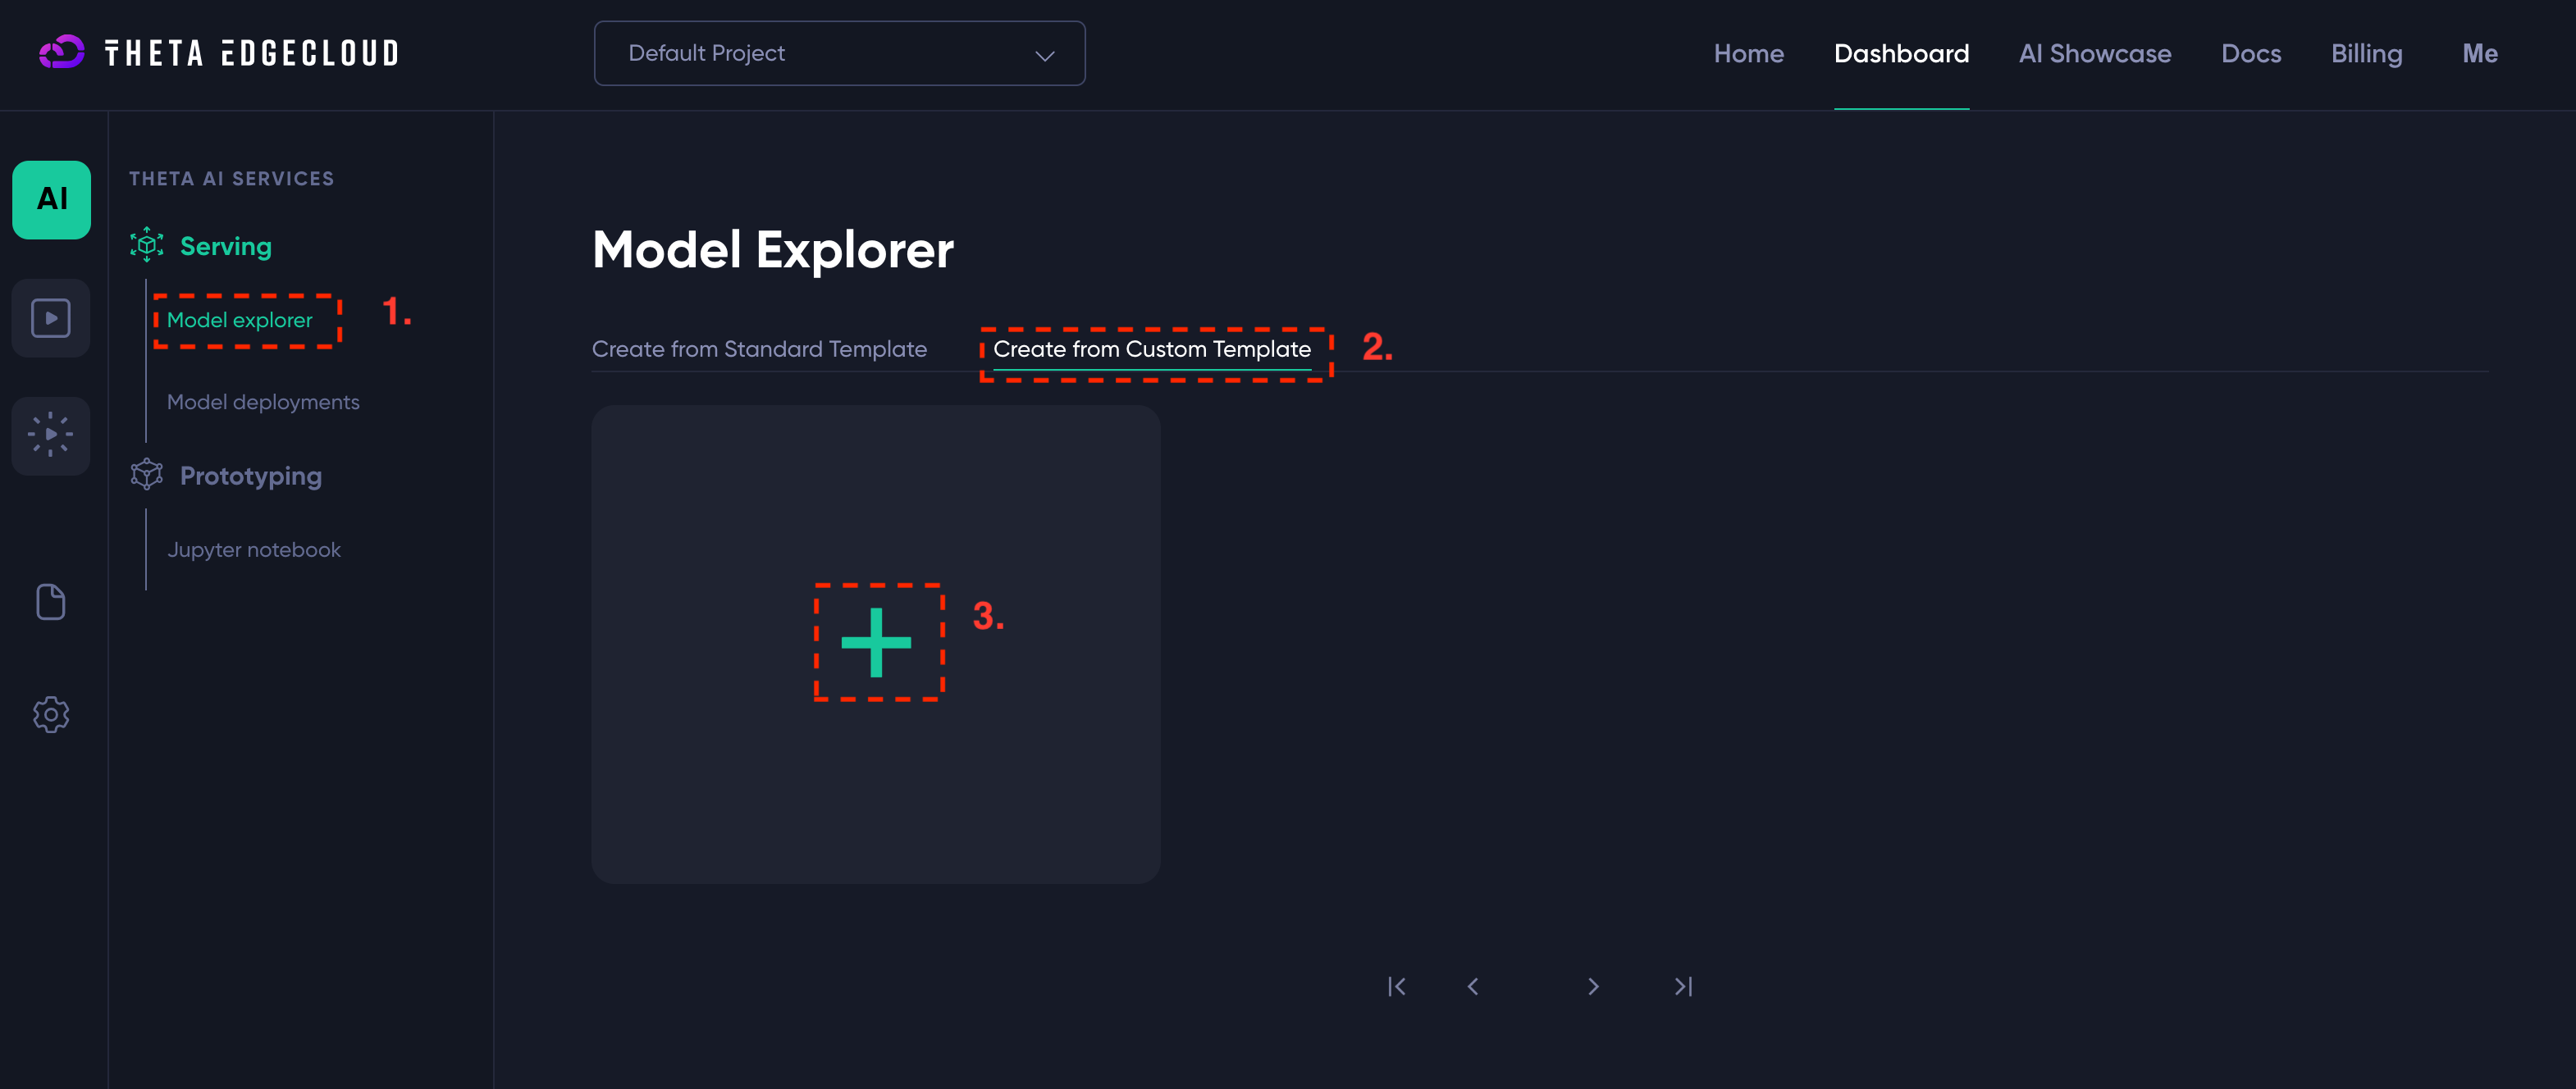 THETA EDGECLOUD
Default Project
Home Dashboard AI Showcase Docs Billing Me
AI
THETA AI SERVICES
Serving
Model explorer 1.
Model deployments
Prototyping
Jupyter notebook
Model Explorer
Create from Standard Template Create from Custom Template 2.
3.